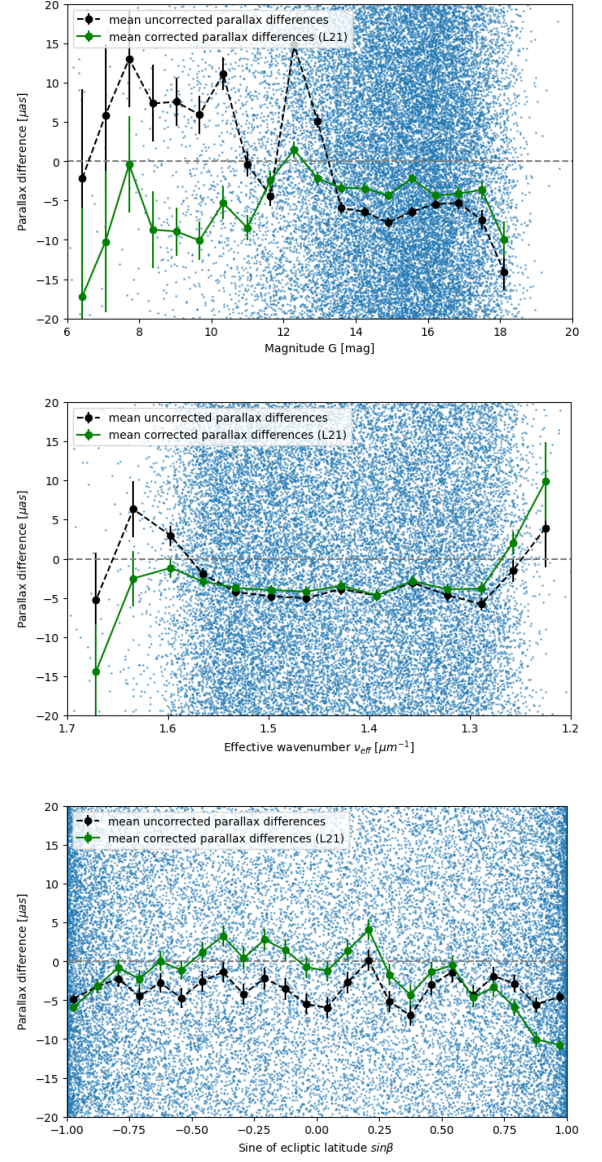 20
15
10
5
0
−5
−10
−15
−20
Parallax difference [μas]
mean uncorrected parallax differences
mean corrected parallax differences (L21)
6 8 10 12 14 16 18 20
Magnitude G [mag]
20
15
10
5
0
−5
−10
−15
−20
Parallax difference [μas]
mean uncorrected parallax differences
mean corrected parallax differences (L21)
1.7 1.6 1.5 1.4 1.3 1.2
Effective wavenumber ν_eff [μm⁻¹]
20
15
10
5
0
−5
−10
−15
−20
Parallax difference [μas]
mean uncorrected parallax differences
mean corrected parallax differences (L21)
−1.00 −0.75 −0.50 −0.25 0.00 0.25 0.50 0.75 1.00
Sine of ecliptic latitude sinβ